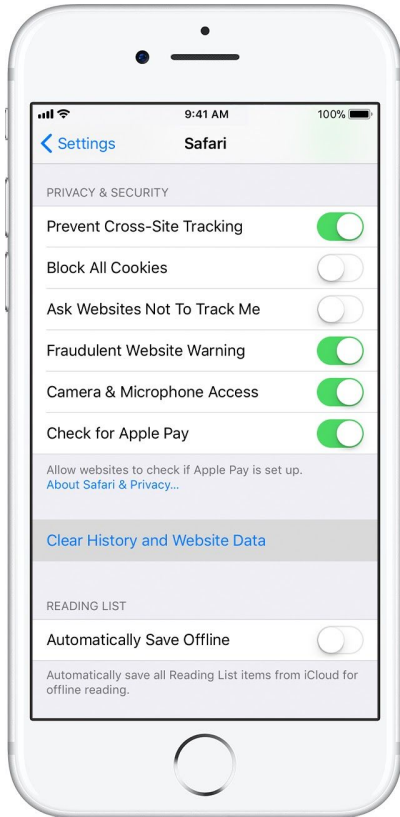 9:41 AM 100%
Settings Safari
PRIVACY & SECURITY
Prevent Cross-Site Tracking
Block All Cookies
Ask Websites Not To Track Me
Fraudulent Website Warning
Camera & Microphone Access
Check for Apple Pay
Allow websites to check if Apple Pay is set up.
About Safari & Privacy...
Clear History and Website Data
READING LIST
Automatically Save Offline
Automatically save all Reading List items from iCloud for
offline reading.